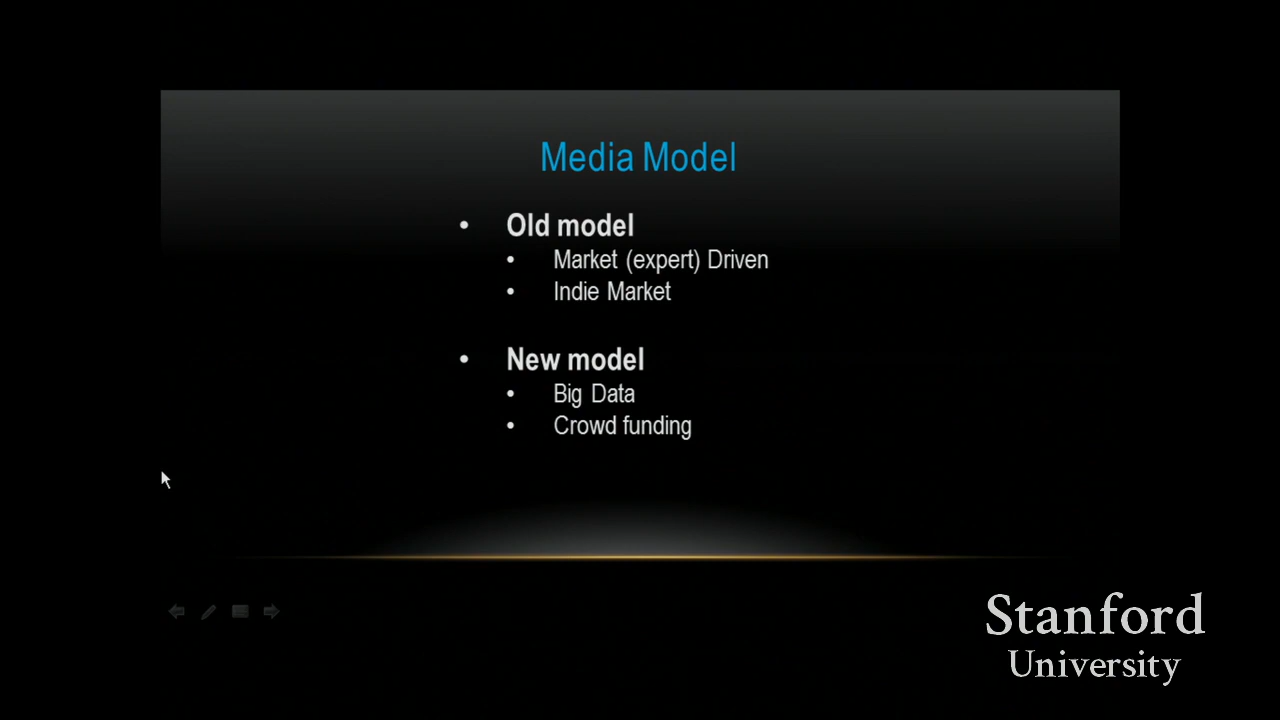 Media Model
• Old model
• Market (expert) Driven
• Indie Market
• New model
• Big Data
• Crowd funding
Stanford
University